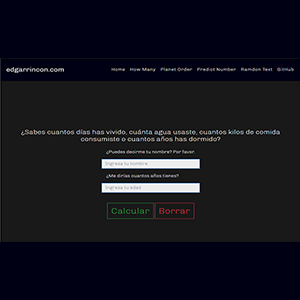 edgarrincon.com
Home How Many Planet Order Predict Number Ramdon Text GitHub
¿Sabes cuantos días has vivido, cuánta agua usaste, cuantos kilos de comida
consumiste o cuantos años has dormido?
¿Puedes decirme tu nombre? Por favor.
Ingresa tu nombre
¿Me dirías cuantos años tienes?
Ingresa tu edad
Calcular Borrar